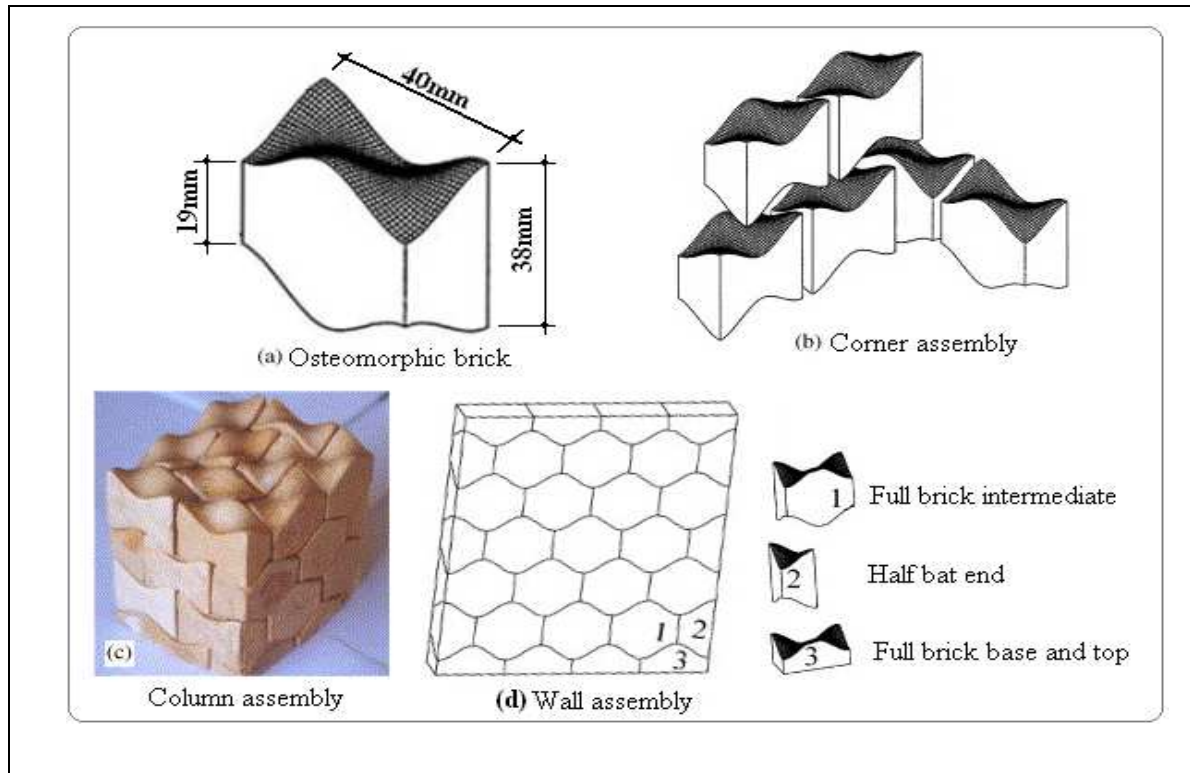 40mm
19mm
38mm
(a) Osteomorphic brick
(b) Corner assembly
(c)
Column assembly
(d) Wall assembly
1
2
3
1
Full brick intermediate
2
Half bat end
3
Full brick base and top